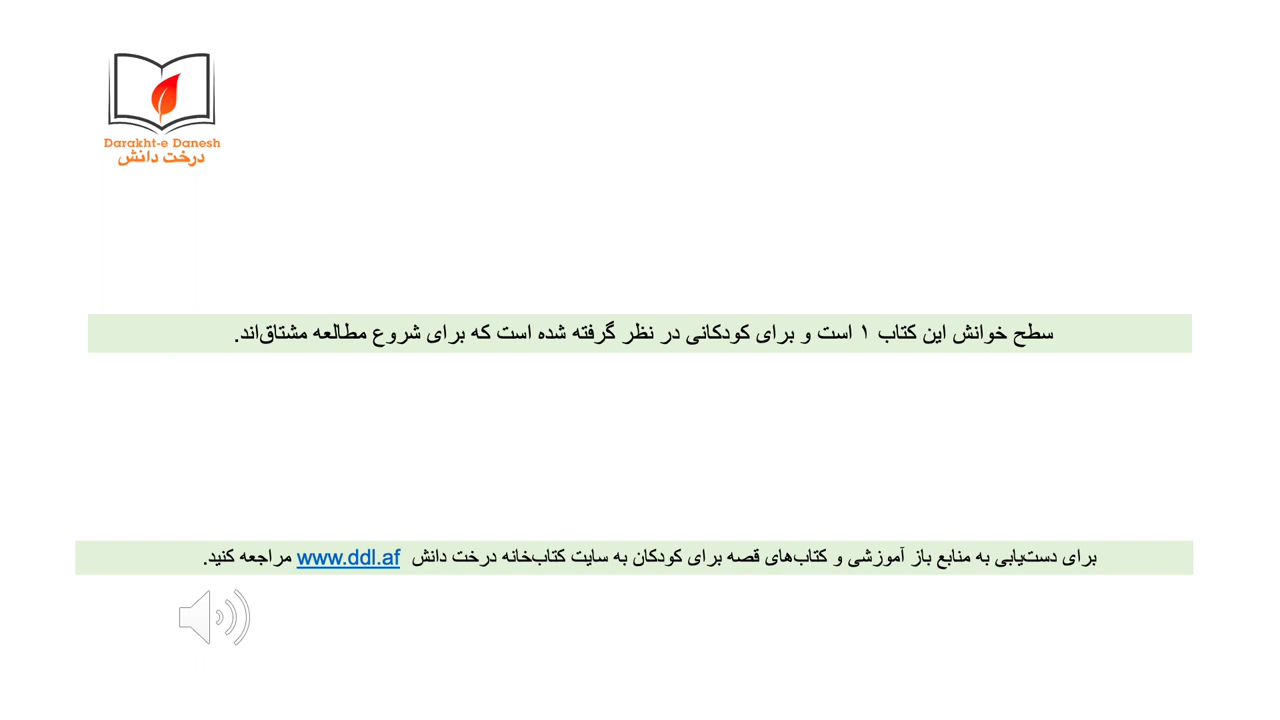 Darakht-e Danesh
درخت دانش
سطح خوانش این کتاب ۱ است و برای کودکانی در نظر گرفته شده است که برای شروع مطالعه مشتاق‌اند.
برای دست‌یابی به منابع باز آموزشی و کتاب‌های قصه برای کودکان به سایت کتاب‌خانه درخت دانش www.ddl.af مراجعه کنید.